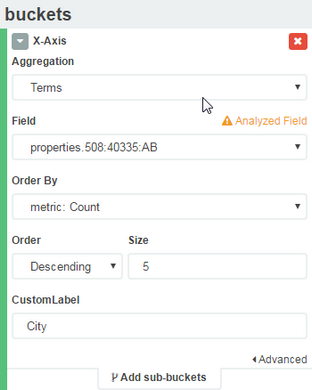 buckets
X-Axis
Aggregation
Terms
Field
Analyzed Field
properties.508:40335:AB
Order By
metric: Count
Order
Size
Descending
5
CustomLabel
City
Advanced
Add sub-buckets